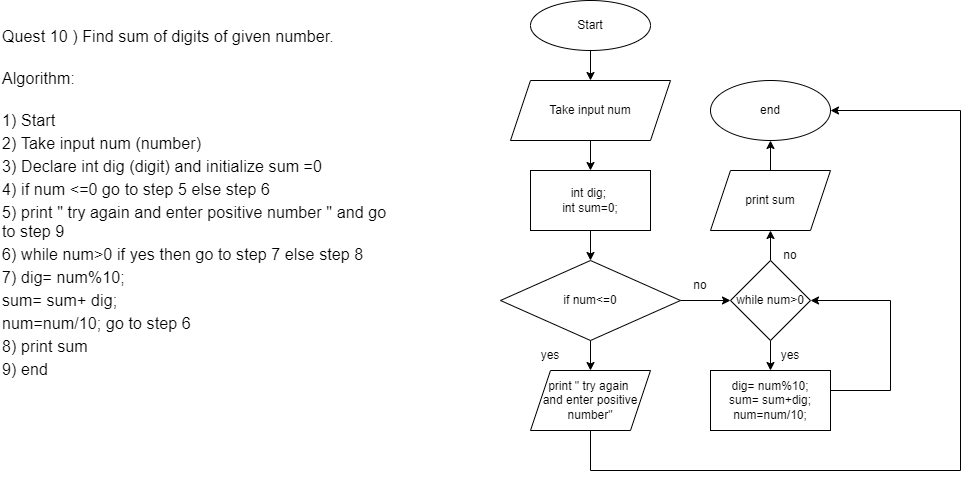 Quest 10 ) Find sum of digits of given number.
Algorithm:
1) Start
2) Take input num (number)
3) Declare int dig (digit) and initialize sum =0
4) if num <=0 go to step 5 else step 6
5) print " try again and enter positive number " and go
to step 9
6) while num>0 if yes then go to step 7 else step 8
7) dig= num%10;
sum= sum+ dig;
num=num/10; go to step 6
8) print sum
9) end
Start
Take input num
int dig;
int sum=0;
if num<=0
yes
print " try again
and enter positive
number"
no
while num>0
yes
dig= num%10;
sum= sum+dig;
num=num/10;
no
print sum
end